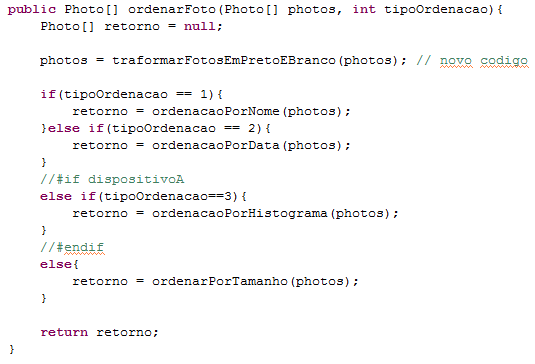 public Photo[] ordenarFoto(Photo[] photos, int tipoOrdenacao){
Photo[] retorno = null;
photos = traformarFotosEmPretoEBranco(photos); // novo codigo
if(tipoOrdenacao == 1){
retorno = ordenacaoPorNome(photos);
}else if(tipoOrdenacao == 2){
retorno = ordenacaoPorData(photos);
}
//#if dispositivoA
else if(tipoOrdenacao==3){
retorno = ordenacaoPorHistograma(photos);
}
//#endif
else{
retorno = ordenarPorTamanho(photos);
}
return retorno;
}